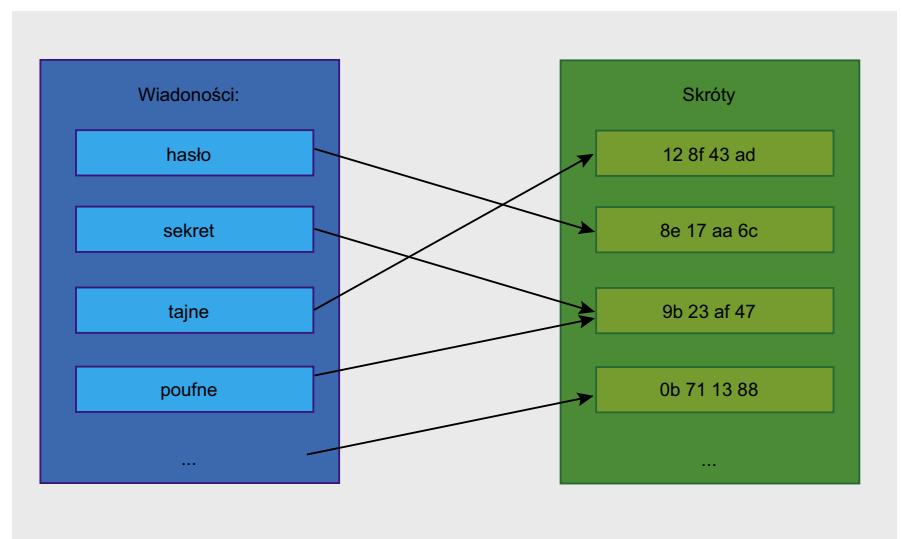 Wiadoności:
hasło
sekret
tajne
poufne
...
Skróty
12 8f 43 ad
8e 17 aa 6c
9b 23 af 47
0b 71 13 88
...